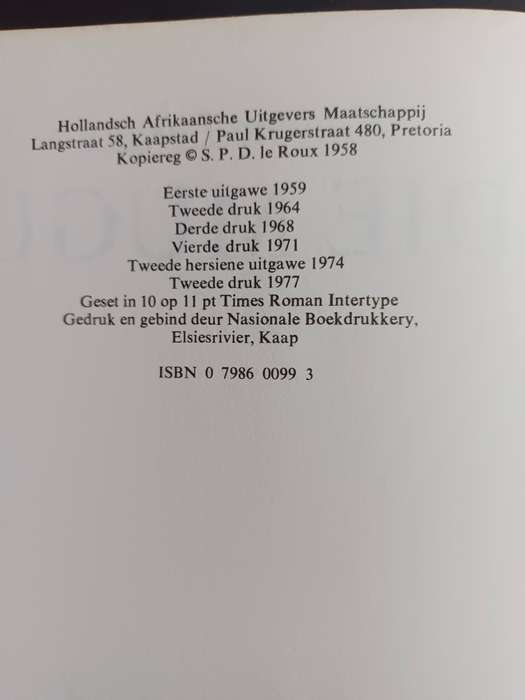 Hollandsch Afrikaansche Uitgevers Maatschappij
Langstraat 58, Kaapstad / Paul Krugerstraat 480, Pretoria
Kopiereg © S. P. D. le Roux 1958
Eerste uitgawe 1959
Tweede druk 1964
Derde druk 1968
Vierde druk 1971
Tweede hersiene uitgawe 1974
Tweede druk 1977
Geset in 10 op 11 pt Times Roman Intertype
Gedruk en gebind deur Nasionale Boekdrukkery,
Elsiesrivier, Kaap
ISBN 0 7986 0099 3